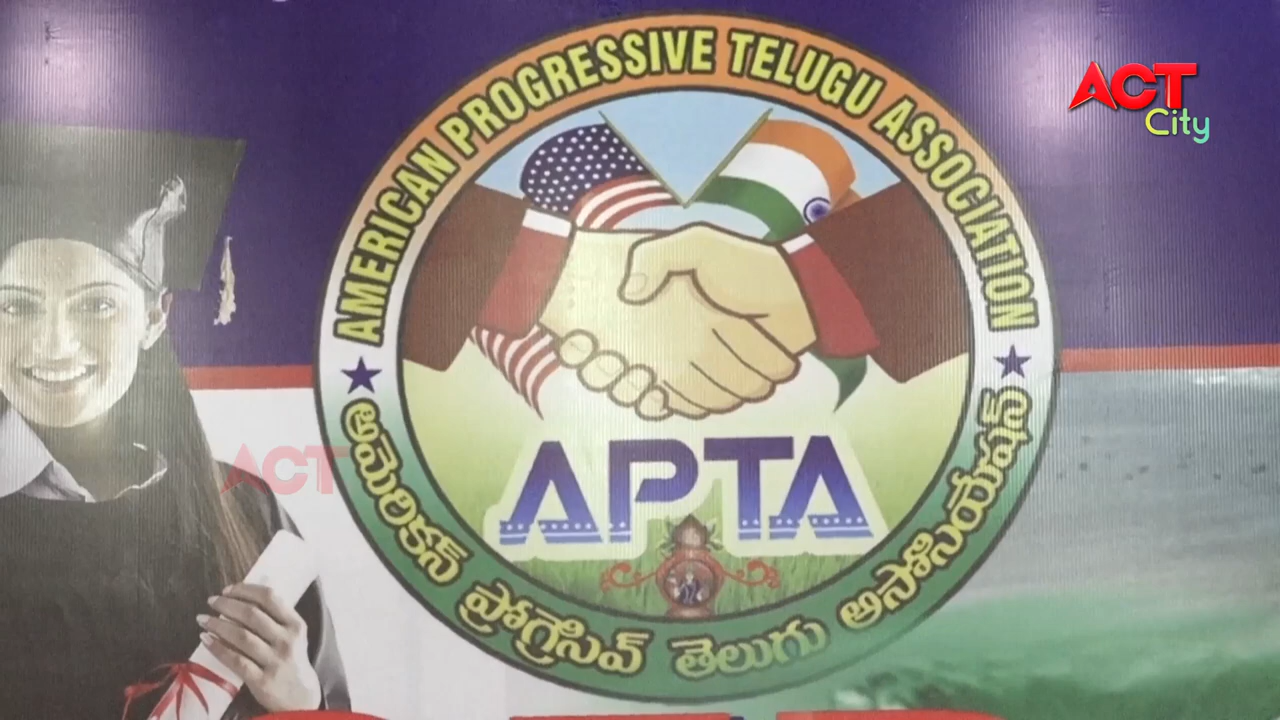 AMERICAN PROGRESSIVE TELUGU ASSOCIATION
ACT
City
ACT
APTA
అమెరికన్ ప్రోగ్రెసివ్ తెలుగు అసోసియేషన్